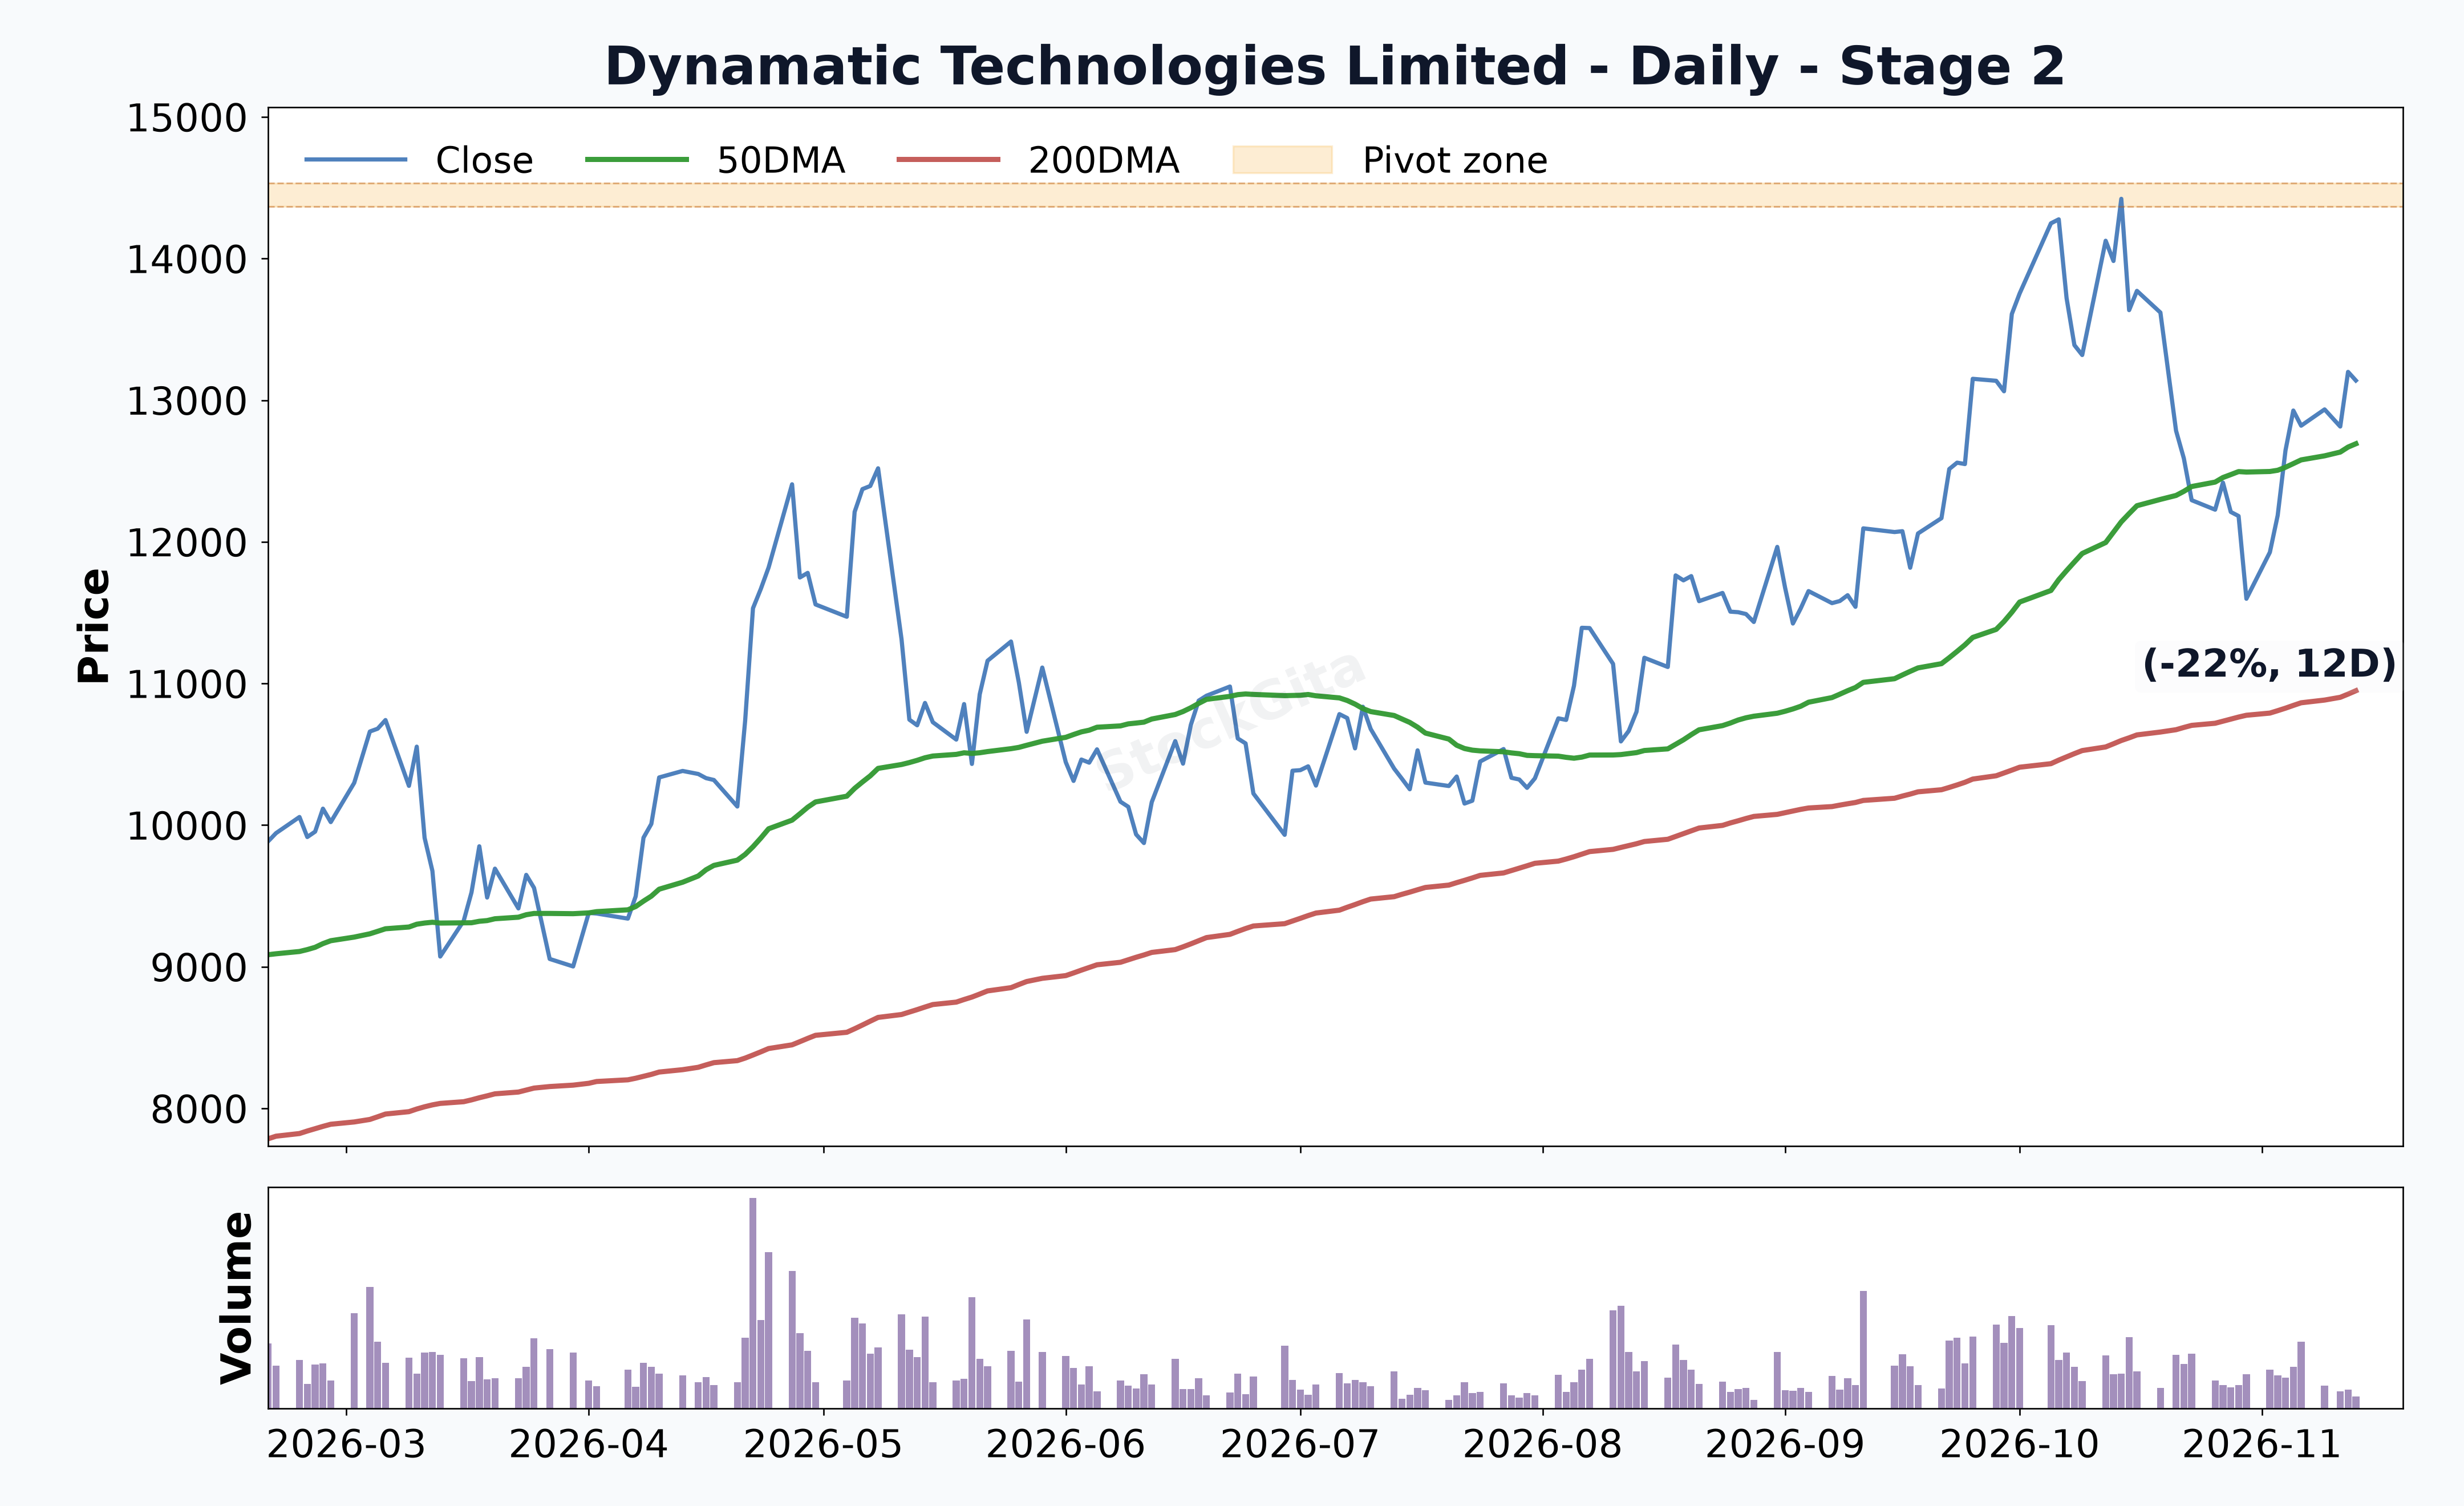 Dynamatic Technologies Limited - Daily - Stage 2
Close 50DMA 200DMA Pivot zone
15000
14000
13000
12000
11000
10000
9000
8000
Price
(-22%, 12D)
StockGita
Volume
2026-03 2026-04 2026-05 2026-06 2026-07 2026-08 2026-09 2026-10 2026-11